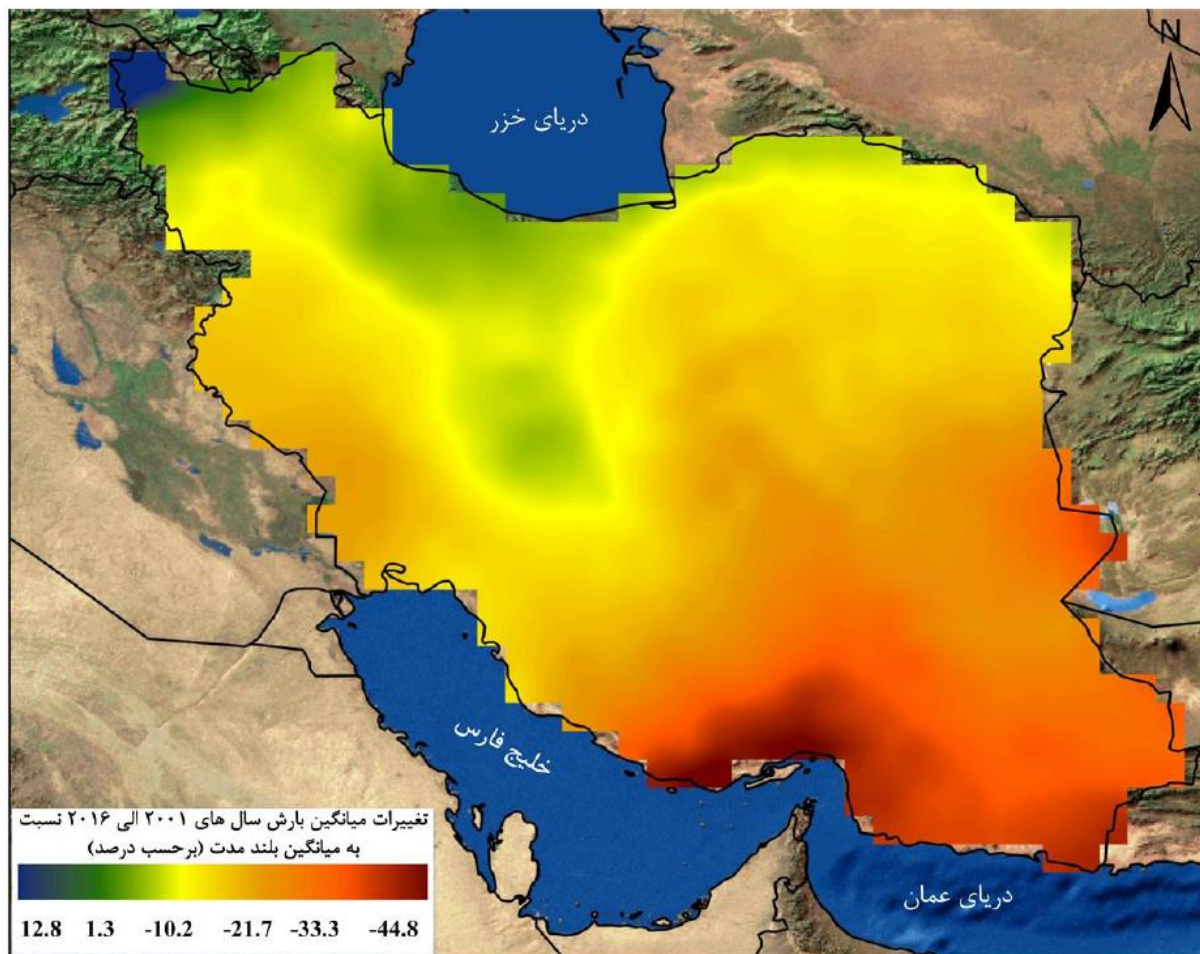 N
دریای خزر
خلیج فارس
دریای عمان
تغییرات میانگین بارش سال های ۲۰۰۱ الی ۲۰۱۶ نسبت
به میانگین بلند مدت (برحسب درصد)
12.8 1.3 -10.2 -21.7 -33.3 -44.8